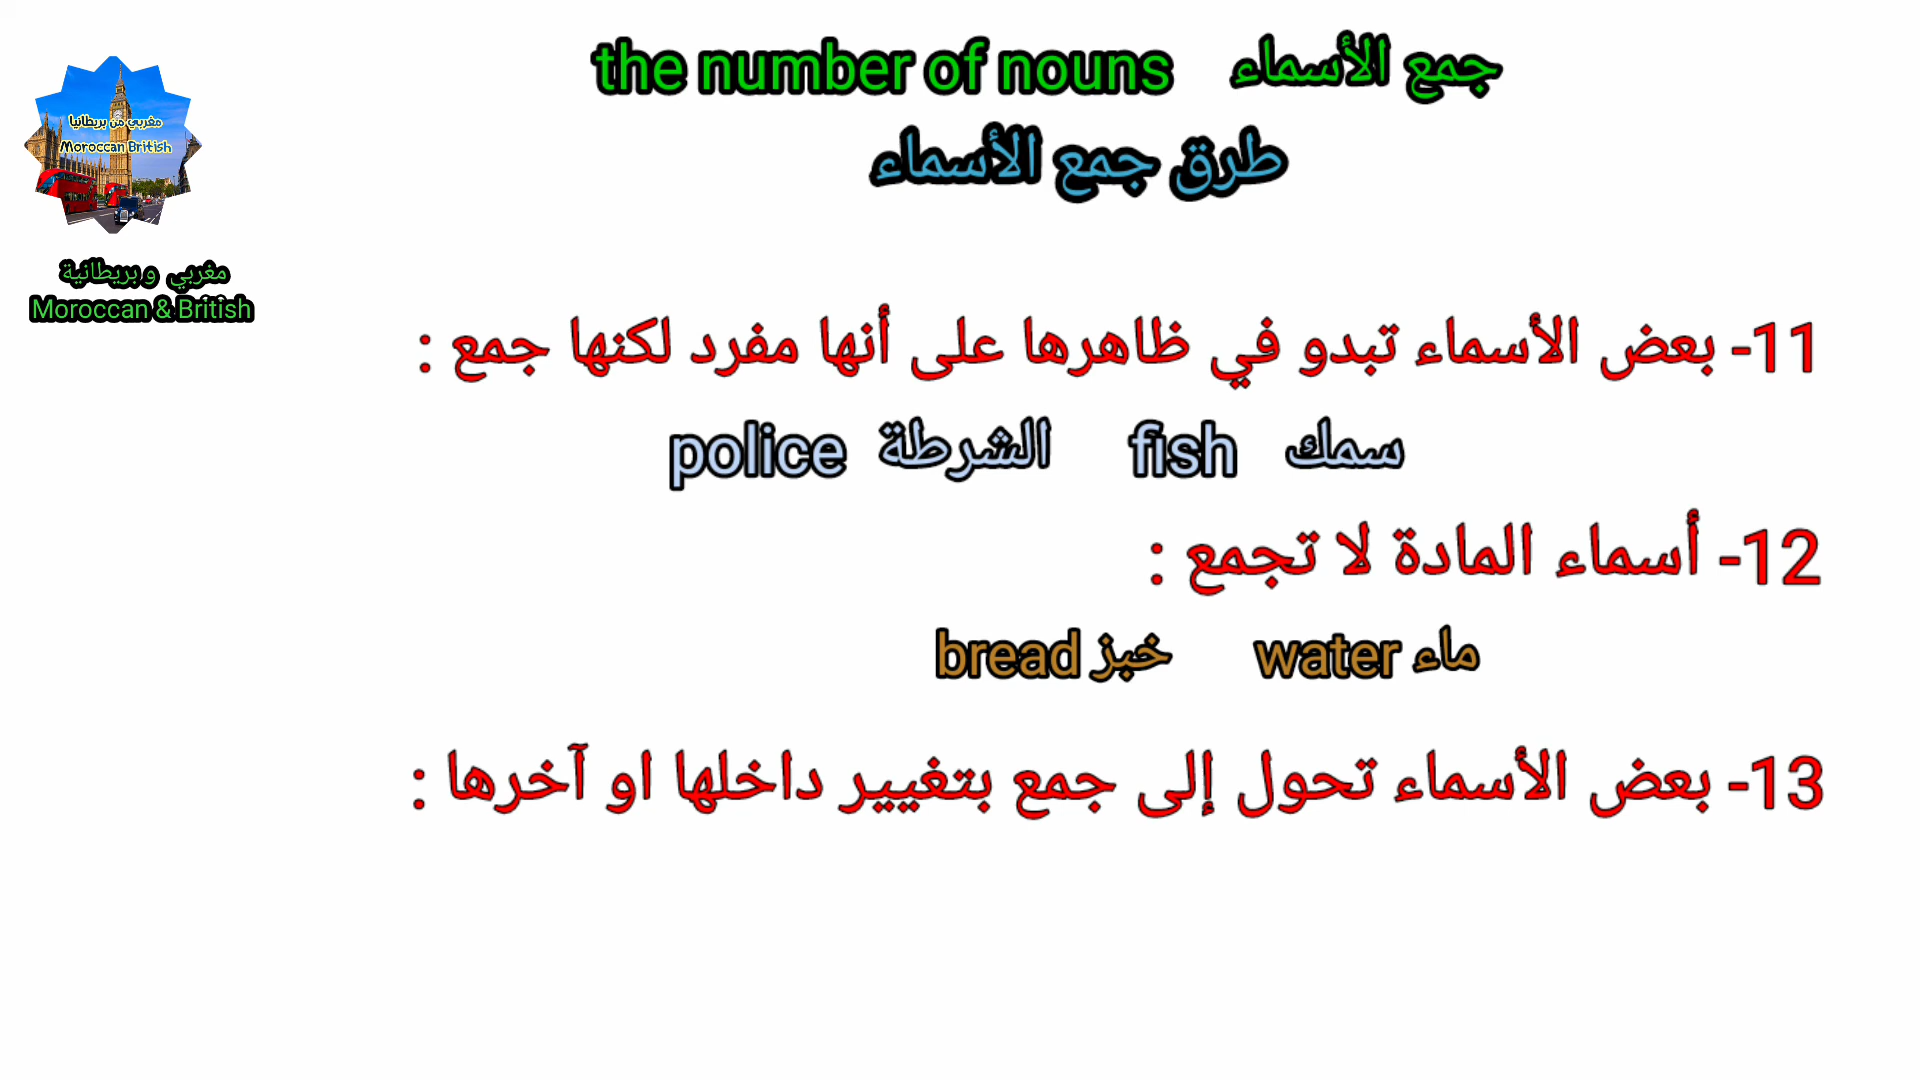 the number of nouns جمع الأسماء
طرق جمع الأسماء
مغربي من بريطانيا
Moroccan British
مغربي و بريطانية
Moroccan & British
11- بعض الأسماء تبدو في ظاهرها على أنها مفرد لكنها جمع :
سمك fish الشرطة police
12- أسماء المادة لا تجمع :
ماء water خبز bread
13- بعض الأسماء تحول إلى جمع بتغيير داخلها او آخرها :